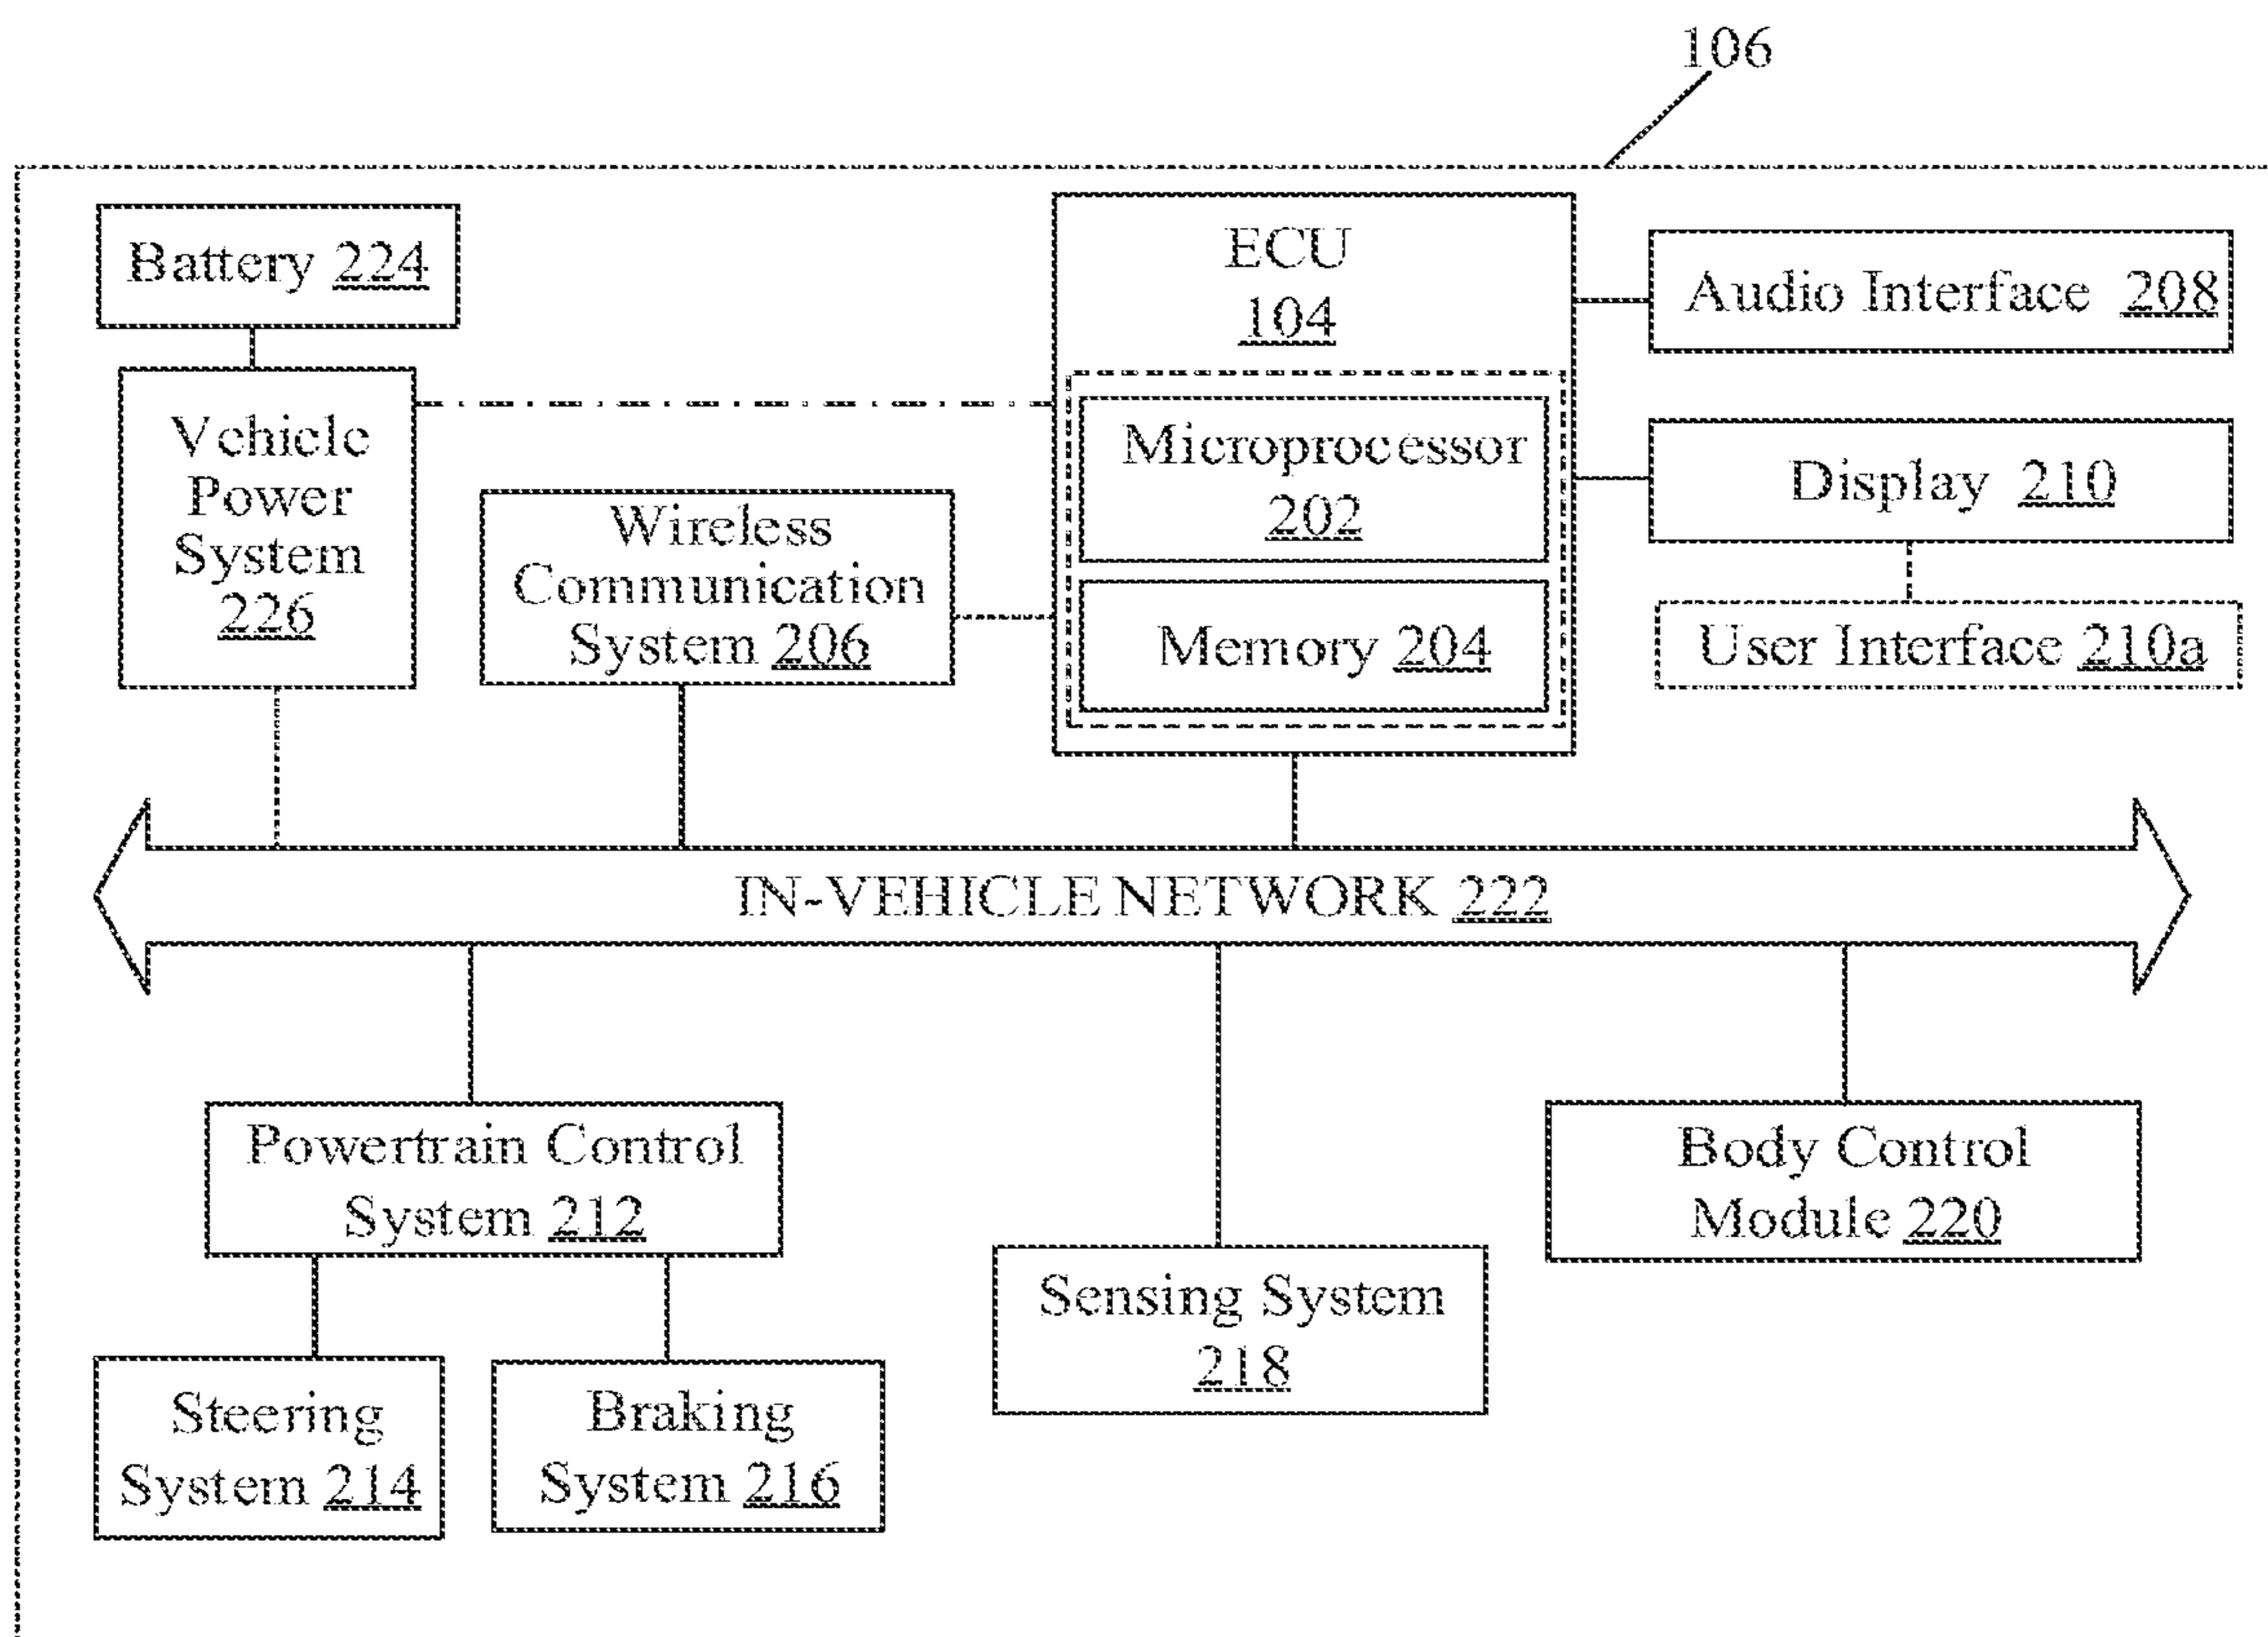 106
Battery 224
ECU
104
Audio Interface 208
Vehicle
Power
System
226
Microprocessor
202
Display 210
Wireless
Communication
System 206
Memory 204
User Interface 210a
IN-VEHICLE NETWORK 222
Powertrain Control
System 212
Body Control
Module 220
Sensing System
218
Steering
System 214
Braking
System 216